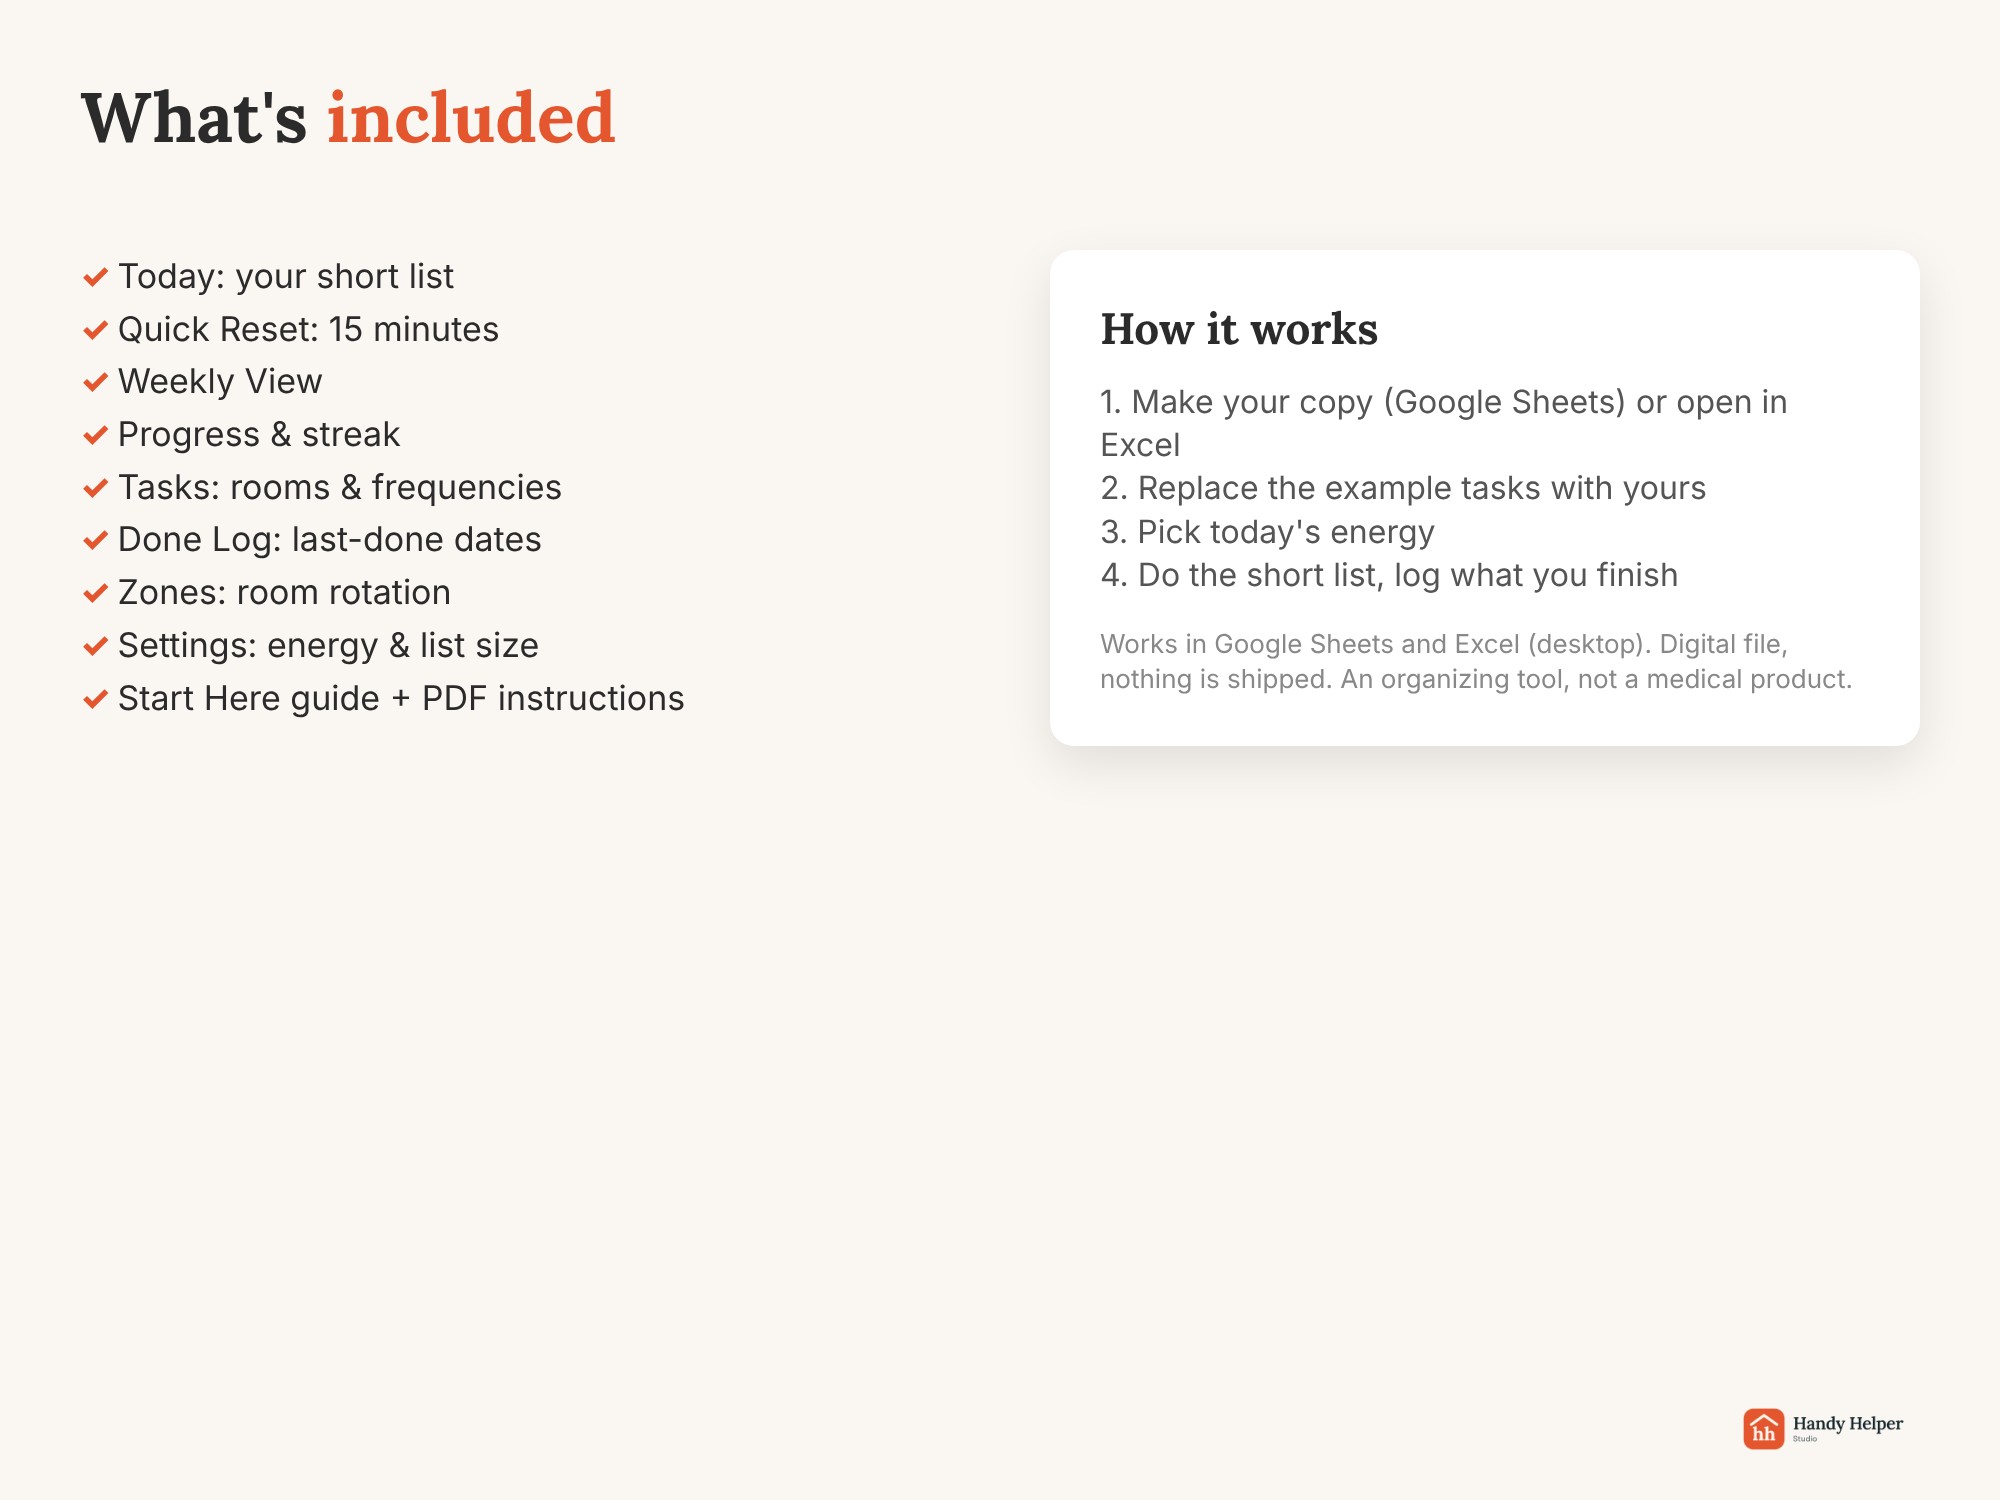 What's included
Today: your short list
Quick Reset: 15 minutes
Weekly View
Progress & streak
Tasks: rooms & frequencies
Done Log: last-done dates
Zones: room rotation
Settings: energy & list size
Start Here guide + PDF instructions
How it works
1. Make your copy (Google Sheets) or open in
Excel
2. Replace the example tasks with yours
3. Pick today's energy
4. Do the short list, log what you finish
Works in Google Sheets and Excel (desktop). Digital file,
nothing is shipped. An organizing tool, not a medical product.
hh
Handy Helper
Studio